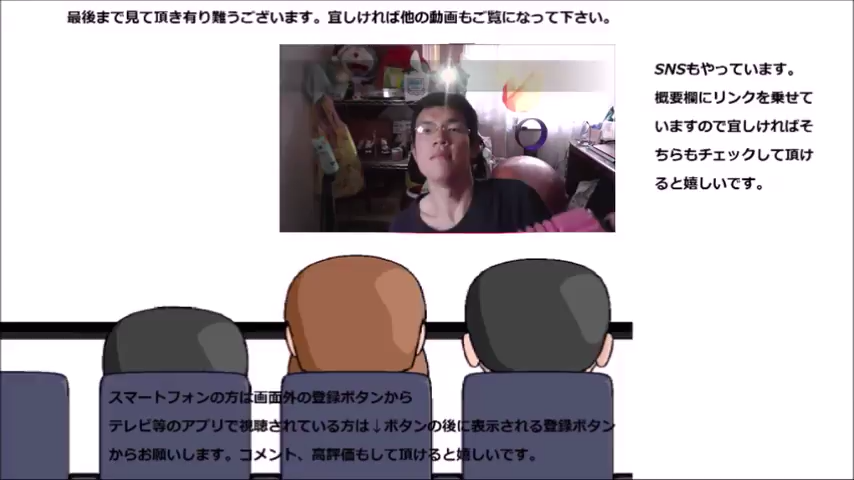 最後まで見て頂き有り難うございます。宜しければ他の動画もご覧になって下さい。
SNSもやっています。
概要欄にリンクを乗せて
いますので宜しければそ
ちらもチェックして頂け
ると嬉しいです。
スマートフォンの方は画面外の登録ボタンから
テレビ等のアプリで視聴されている方は↓ボタンの後に表示される登録ボタン
からお願いします。コメント、高評価もして頂けると嬉しいです。